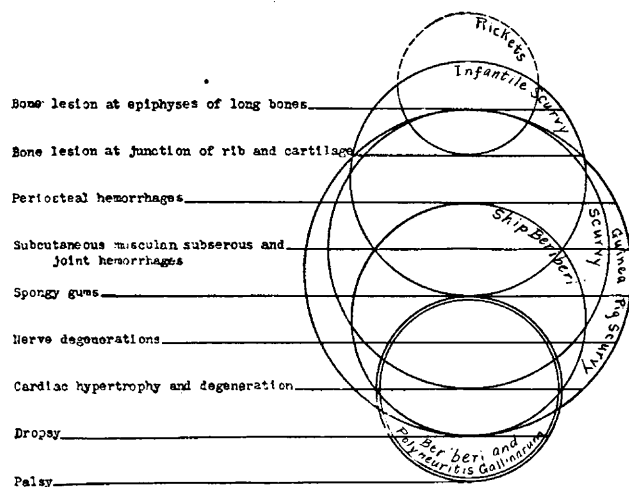 Rickets
Infantile Scurvy
Bone lesion at epiphyses of long bones
Bone lesion at junction of rib and cartilage
Periosteal hemorrhages
Ship Beriberi
Scurvy
Guinea Pig Scurvy
Subcutaneous muscular subserous and
joint hemorrhages
Spongy gums
Nerve degenerations
Cardiac hypertrophy and degeneration
Dropsy
Beriberi and
Polyneuritis Gallinarum
Palsy